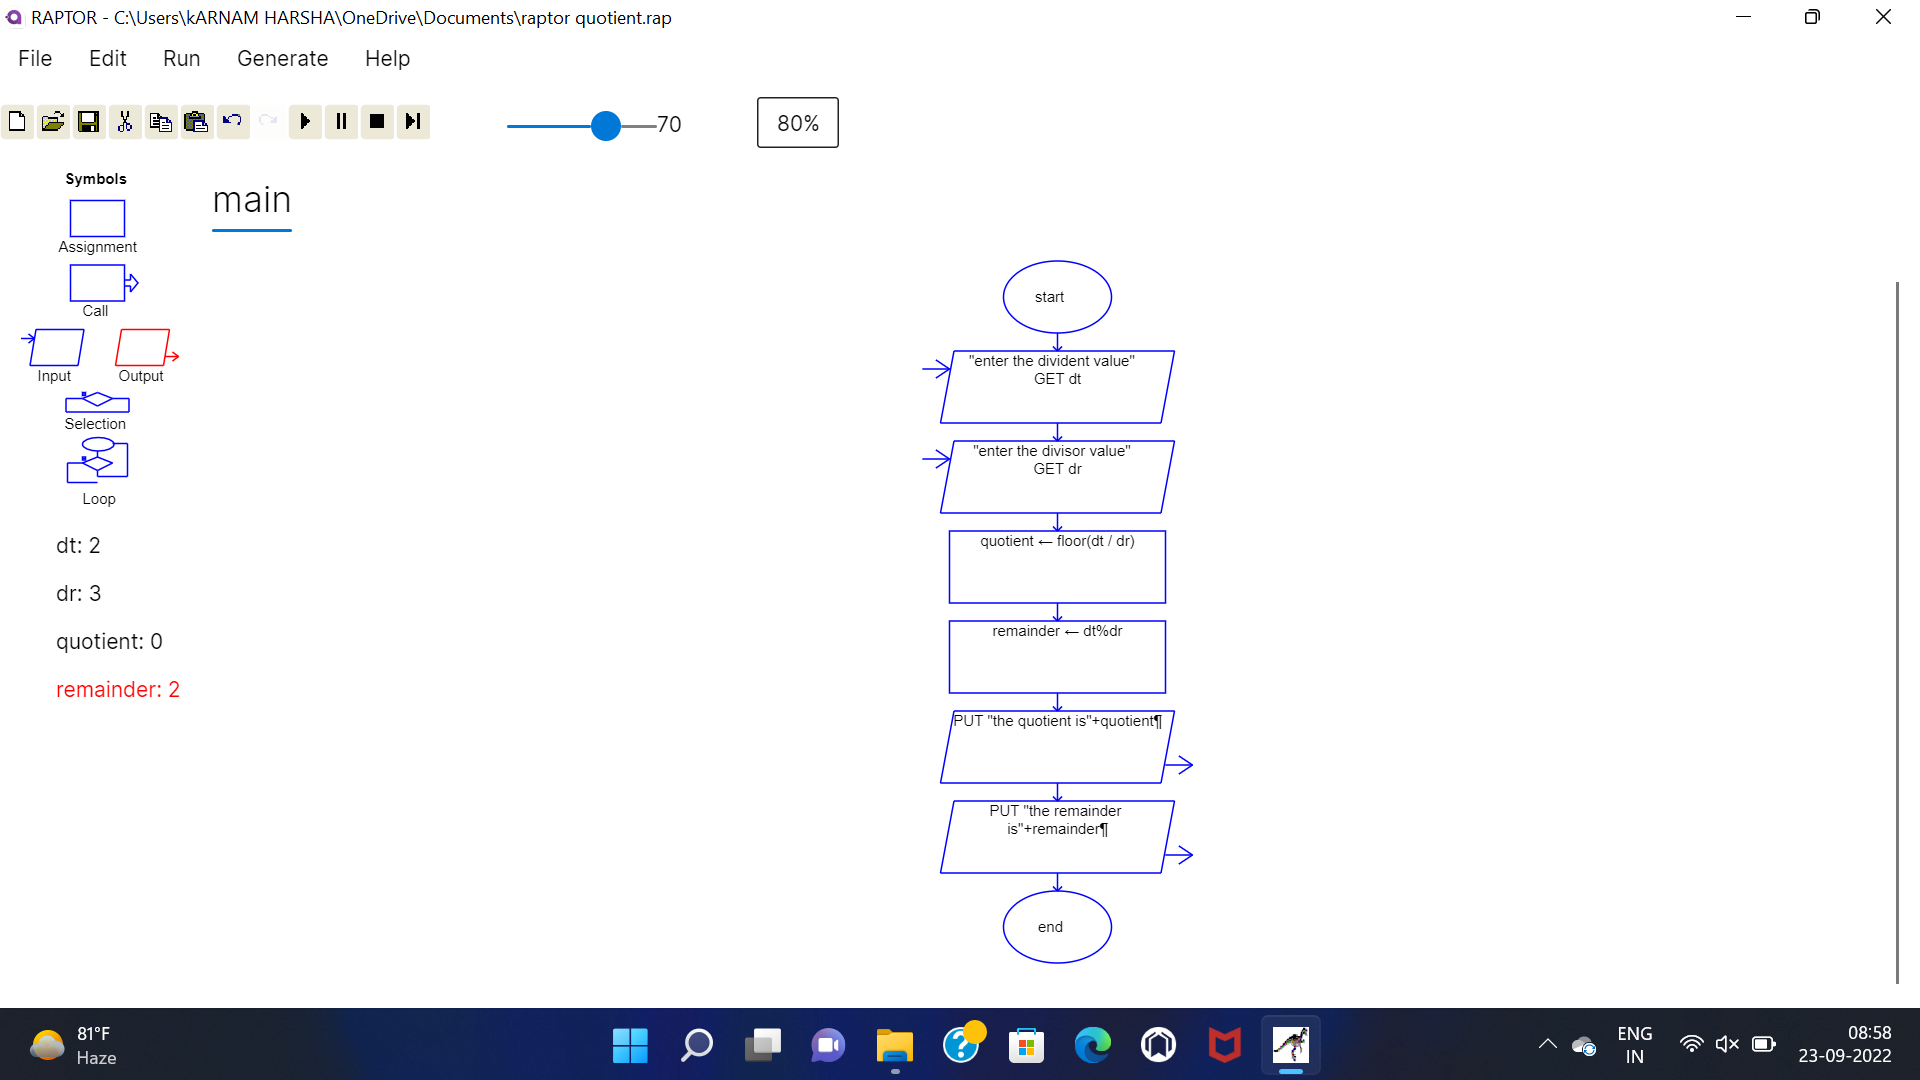 RAPTOR - C:\Users\kARNAM HARSHA\OneDrive\Documents\raptor quotient.rap
File Edit Run Generate Help
70
80%
Symbols
Assignment
Call
Input Output
Selection
Loop
dt: 2
dr: 3
quotient: 0
remainder: 2
main
start
"enter the divident value"
GET dt
"enter the divisor value"
GET dr
quotient ← floor(dt / dr)
remainder ← dt%dr
PUT "the quotient is"+quotient¶
PUT "the remainder
is"+remainder¶
end
81°F
Haze
ENG
IN
08:58
23-09-2022